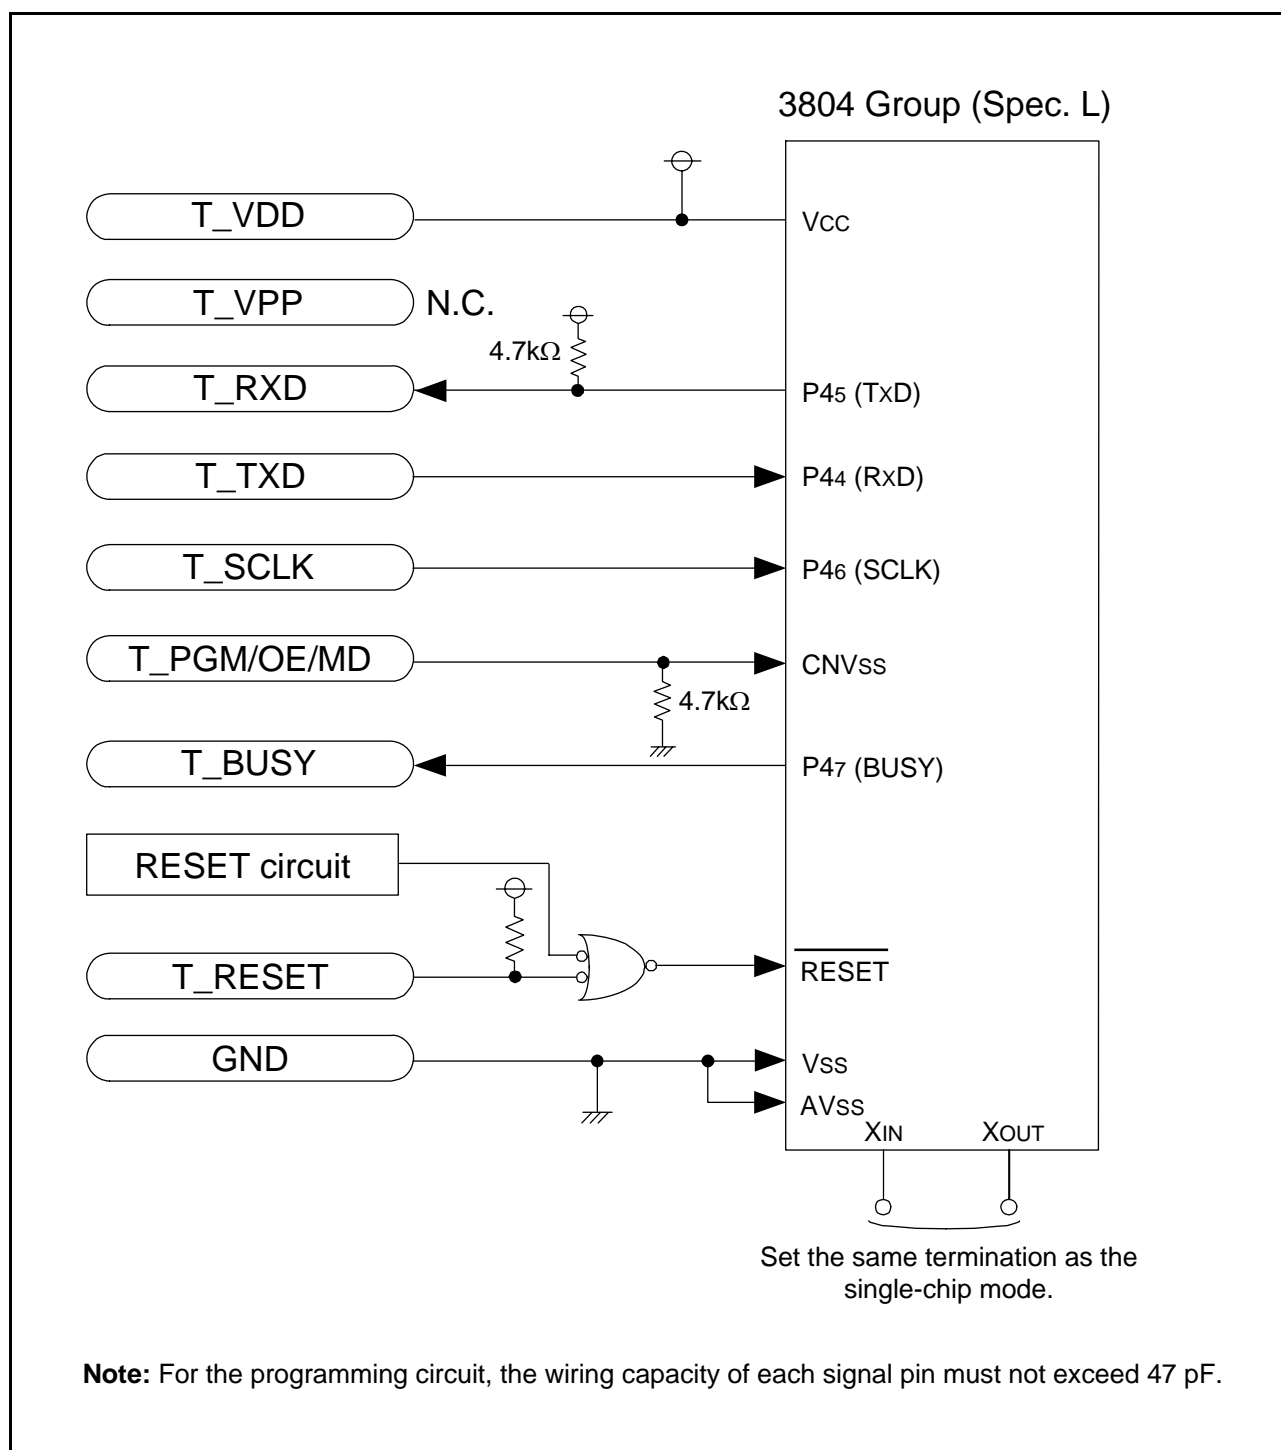 3804 Group (Spec. L)
T_VDD
VCC
T_VPP N.C.
4.7kΩ
T_RXD
P45 (TXD)
T_TXD
P44 (RXD)
T_SCLK
P46 (SCLK)
T_PGM/OE/MD
CNVSS
4.7kΩ
T_BUSY
P47 (BUSY)
RESET circuit
T_RESET
RESET
GND
VSS
AVSS
XIN XOUT
Set the same termination as the
single-chip mode.
Note: For the programming circuit, the wiring capacity of each signal pin must not exceed 47 pF.